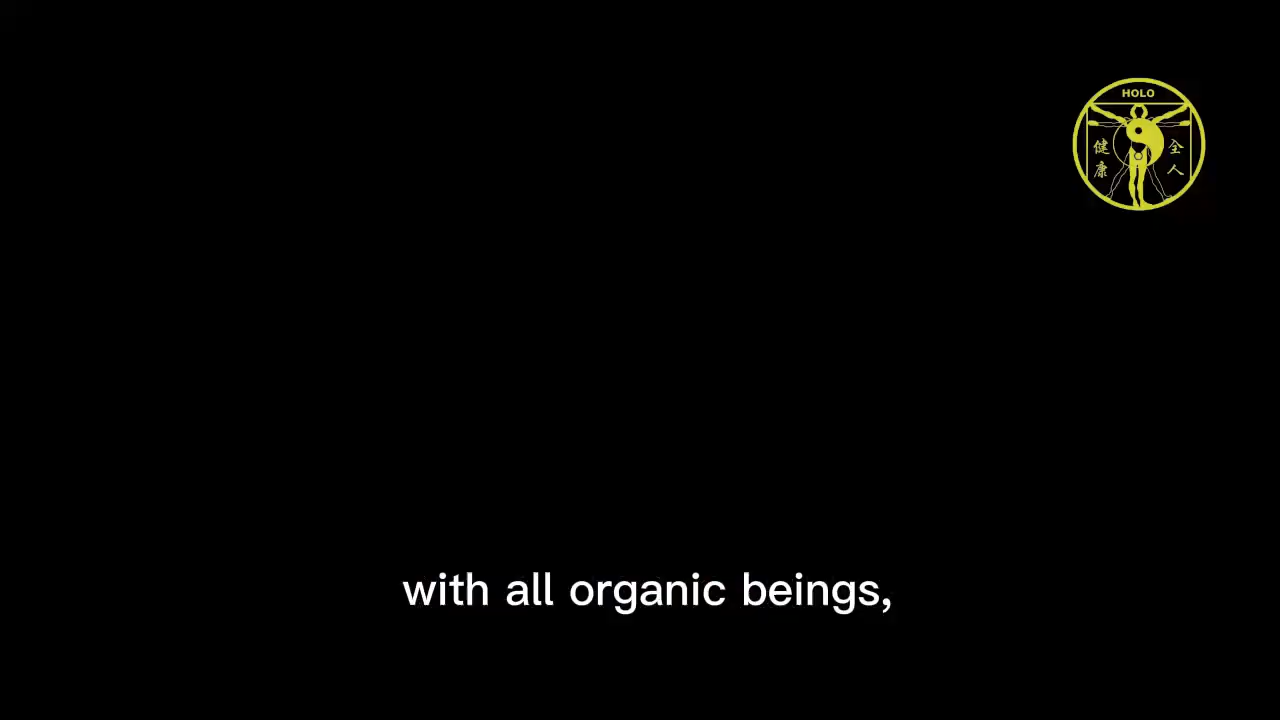 HOLO
健 全
康 人
with all organic beings,